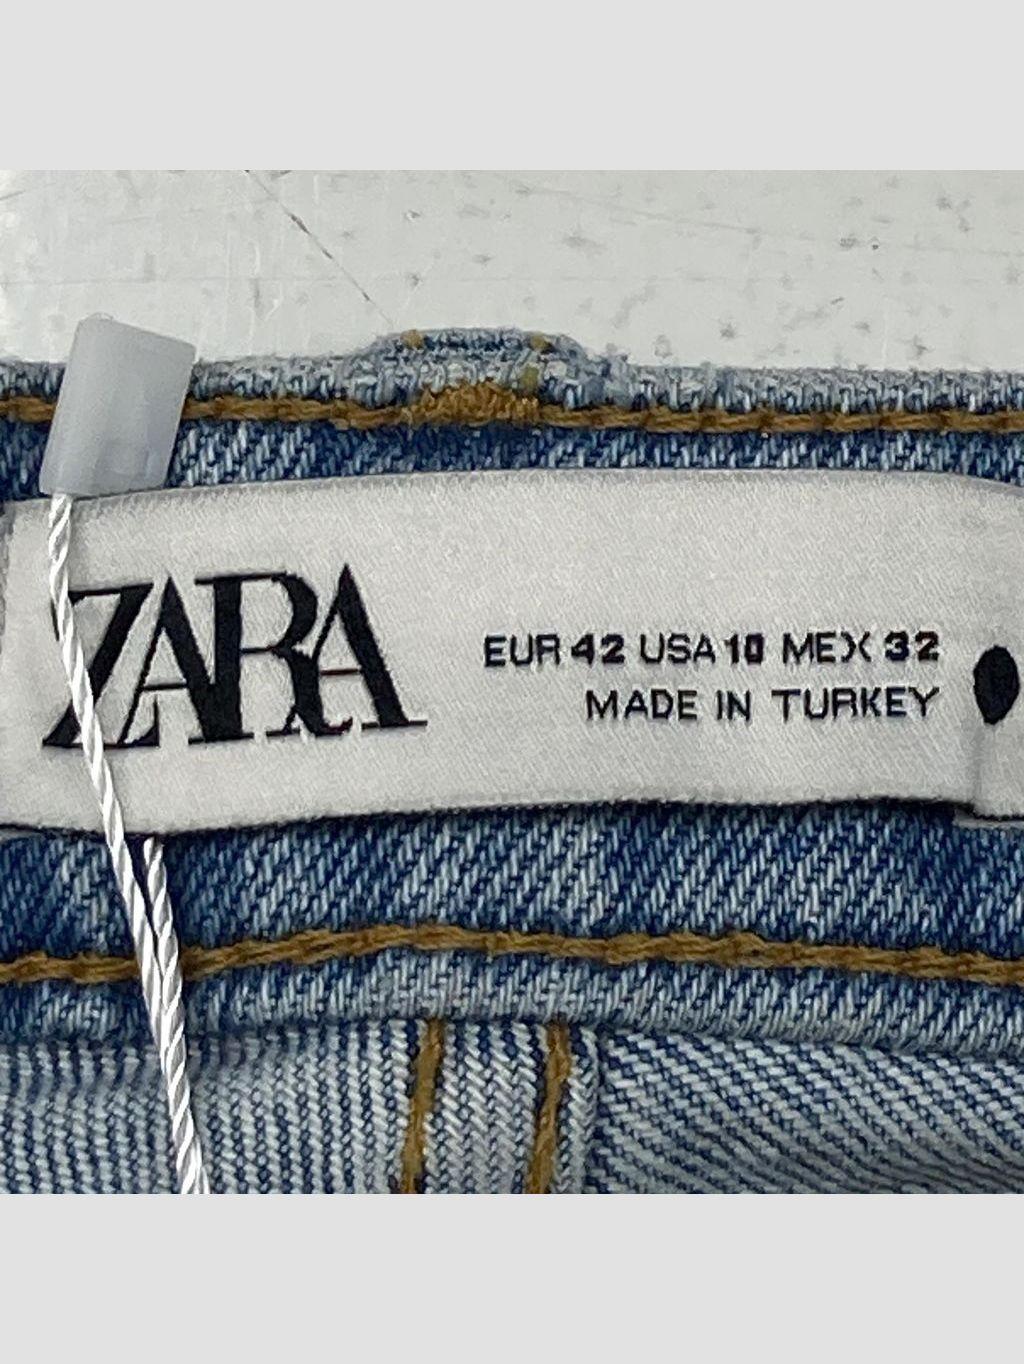 ZARA
EUR 42 USA 10 MEX 32
MADE IN TURKEY